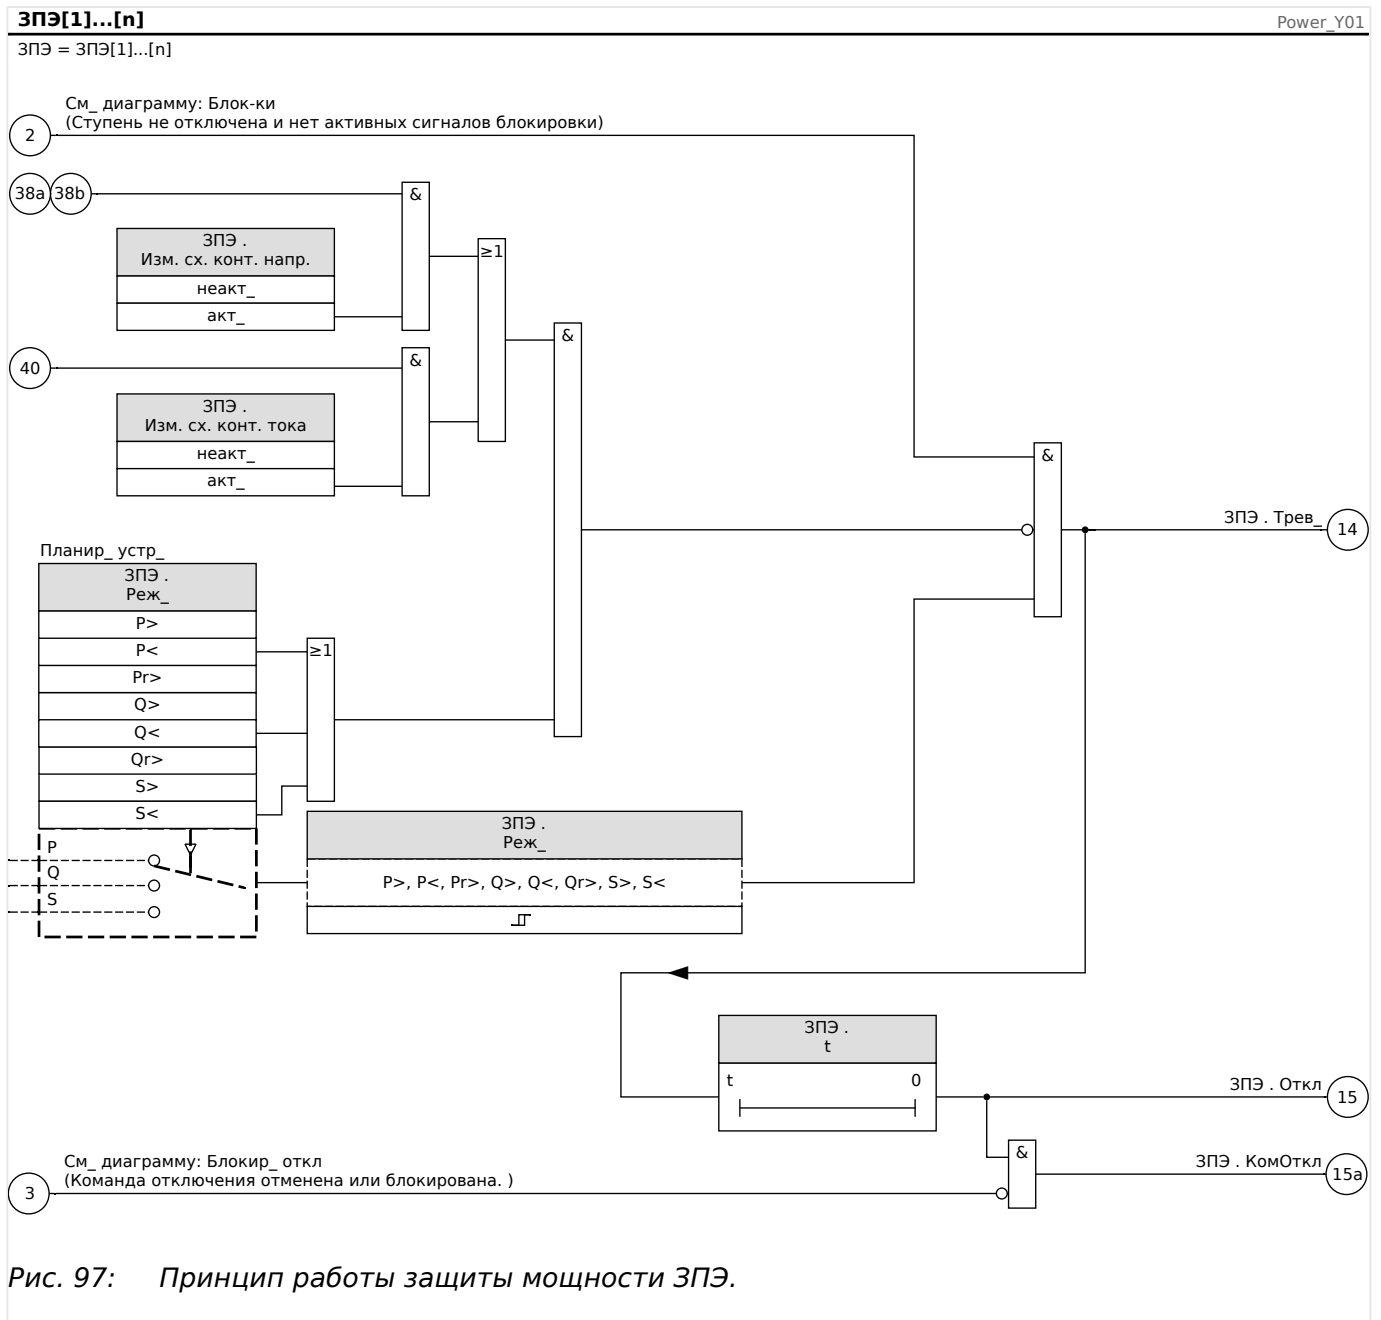 ЗПЭ[1]...[n]
Power_Y01
ЗПЭ = ЗПЭ[1]...[n]
См_ диаграмму: Блок-ки
(Ступень не отключена и нет активных сигналов блокировки)
2
38a 38b
&
ЗПЭ .
Изм. сх. конт. напр.
неакт_
акт_
≥1
&
40
&
ЗПЭ .
Изм. сх. конт. тока
неакт_
акт_
&
ЗПЭ . Трев_
14
Планир_ устр_
ЗПЭ .
Реж_
P>
P<
Pr>
Q>
Q<
Qr>
S>
S<
≥1
P
Q
S
ЗПЭ .
Реж_
P>, P<, Pr>, Q>, Q<, Qr>, S>, S<
ЗПЭ .
t
t 0
ЗПЭ . Откл
15
См_ диаграмму: Блокир_ откл
(Команда отключения отменена или блокирована. )
3
&
ЗПЭ . КомОткл
15a
Рис. 97: Принцип работы защиты мощности ЗПЭ.